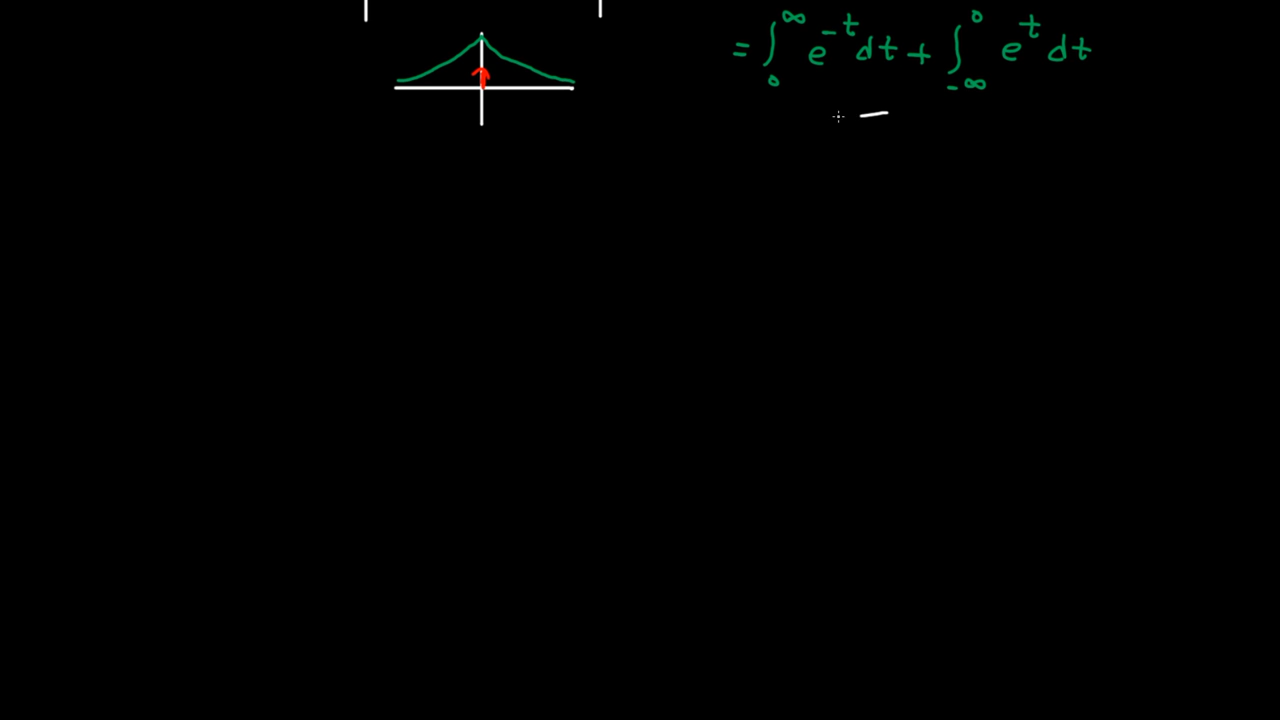 = ∫₀^∞ e^{-t} dt + ∫_{-∞}^0 e^t dt